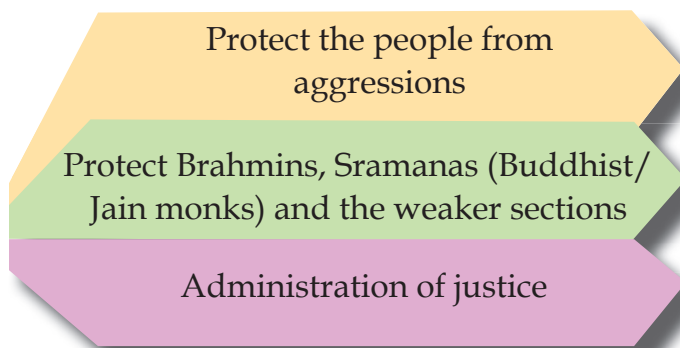 Protect the people from
aggressions
Protect Brahmins, Sramanas (Buddhist/
Jain monks) and the weaker sections
Administration of justice